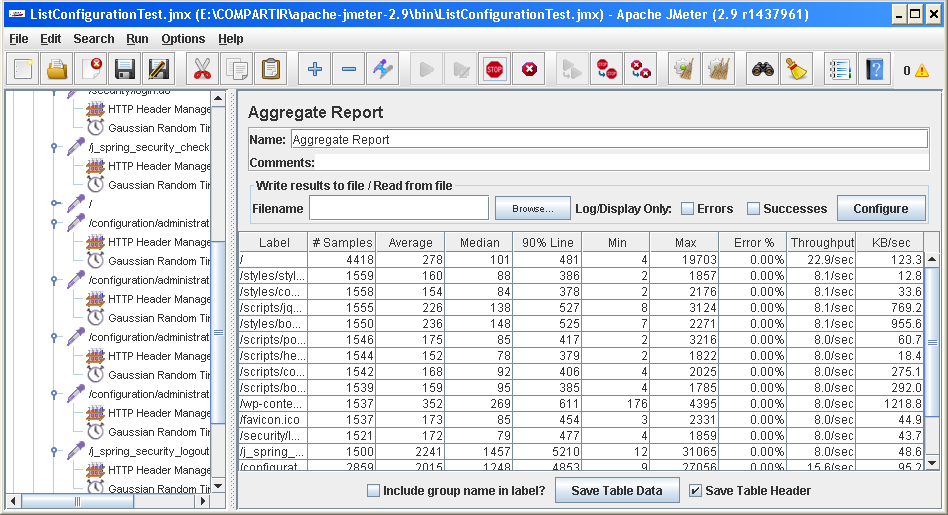 ListConfigurationTest.jmx (E:\COMPARTIR\apache-jmeter-2.9\bin\ListConfigurationTest.jmx) - Apache JMeter (2.9 r1437961)
File Edit Search Run Options Help
STOP
0
/security/login.do
HTTP Header Manage
Gaussian Random Tir
/j_spring_security_check
HTTP Header Manage
Gaussian Random Tir
/
/configuration/administrat
HTTP Header Manage
Gaussian Random Tir
/configuration/administrat
HTTP Header Manage
Gaussian Random Tir
/configuration/administrat
HTTP Header Manage
Gaussian Random Tir
/configuration/administrat
HTTP Header Manage
Gaussian Random Tir
/j_spring_security_logout
HTTP Header Manage
Gaussian Random Tir
Aggregate Report
Name: Aggregate Report
Comments:
Write results to file / Read from file
Filename Browse... Log/Display Only: Errors Successes Configure
Label # Samples Average Median 90% Line Min Max Error % Throughput KB/sec
/ 4418 278 101 481 4 19703 0.00% 22.9/sec 123.3
/styles/styl... 1559 160 88 386 2 1857 0.00% 8.1/sec 12.8
/styles/co... 1558 154 84 378 2 2176 0.00% 8.1/sec 33.6
/scripts/jq... 1555 226 138 527 8 3124 0.00% 8.1/sec 769.2
/styles/bo... 1550 236 148 525 7 2271 0.00% 8.1/sec 955.6
/scripts/po... 1546 175 85 417 2 3216 0.00% 8.0/sec 60.7
/scripts/he... 1544 152 78 379 2 1822 0.00% 8.0/sec 18.4
/scripts/co... 1542 168 92 406 4 2025 0.00% 8.0/sec 275.1
/scripts/bo... 1539 159 95 385 4 1785 0.00% 8.0/sec 292.0
/wp-conte... 1537 352 269 611 176 4395 0.00% 8.0/sec 1218.8
/favicon.ico 1537 173 85 454 3 2331 0.00% 8.0/sec 44.9
/security/l... 1521 172 79 477 4 1859 0.00% 8.0/sec 43.7
/j_spring_... 1500 2241 1457 5210 12 31065 0.00% 8.0/sec 48.6
/configurat... 2859 2015 1248 4853 9 27056 0.00% 15.6/sec 95.2
Include group name in label? Save Table Data Save Table Header